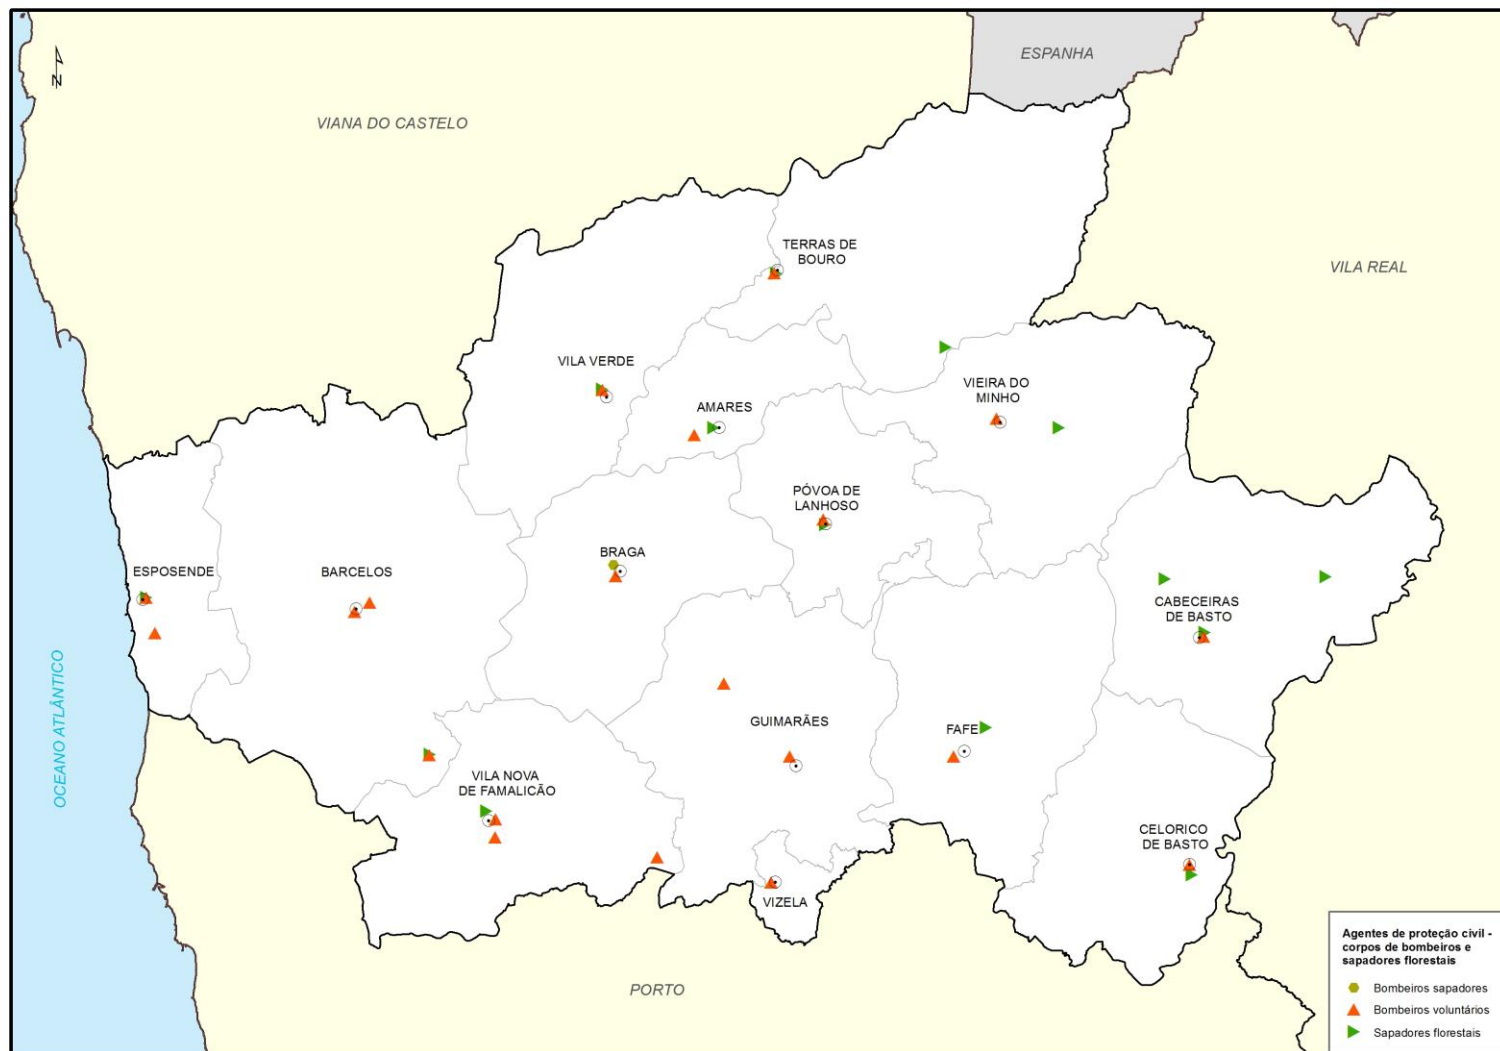 ESPANHA
VIANA DO CASTELO
TERRAS DE
BOURO
VILA REAL
VILA VERDE
VIEIRA DO
MINHO
AMARES
PÓVOA DE
LANHOSO
BRAGA
ESPOSENDE
BARCELOS
CABECEIRAS
DE BASTO
OCEANO ATLÂNTICO
GUIMARÃES
FAFE
VILA NOVA
DE FAMALICÃO
CELORICO
DE BASTO
VIZELA
PORTO
Agentes de proteção civil -
corpos de bombeiros e
sapadores florestais
Bombeiros sapadores
Bombeiros voluntários
Sapadores florestais
N